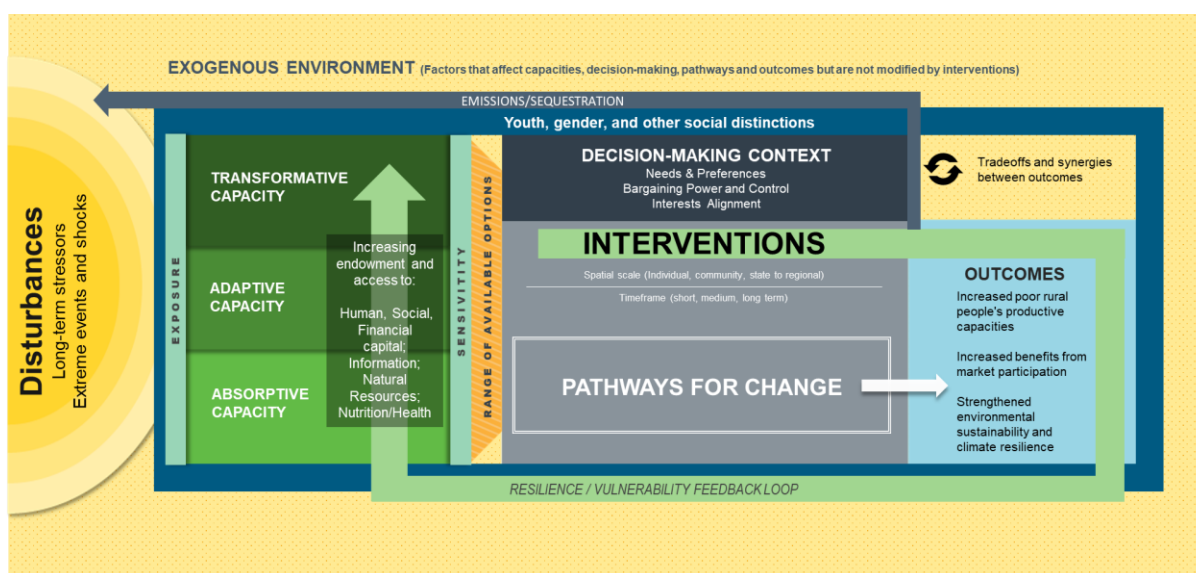 EXOGENOUS ENVIRONMENT (Factors that affect capacities, decision-making, pathways and outcomes but are not modified by interventions)
EMISSIONS/SEQUESTRATION
Youth, gender, and other social distinctions
Disturbances
Long-term stressors
Extreme events and shocks
EXPOSURE
TRANSFORMATIVE
CAPACITY
ADAPTIVE
CAPACITY
ABSORPTIVE
CAPACITY
Increasing
endowment and
access to:
Human, Social,
Financial
capital;
Information;
Natural
Resources;
Nutrition/Health
SENSIVITITY
RANGE OF AVAILABLE OPTIONS
DECISION-MAKING CONTEXT
Needs & Preferences
Bargaining Power and Control
Interests Alignment
INTERVENTIONS
Spatial scale (Individual, community, state to regional)
Timeframe (short, medium, long term)
PATHWAYS FOR CHANGE
Tradeoffs and synergies
between outcomes
OUTCOMES
Increased poor rural
people's productive
capacities
Increased benefits from
market participation
Strengthened
environmental
sustainability and
climate resilience
RESILIENCE / VULNERABILITY FEEDBACK LOOP